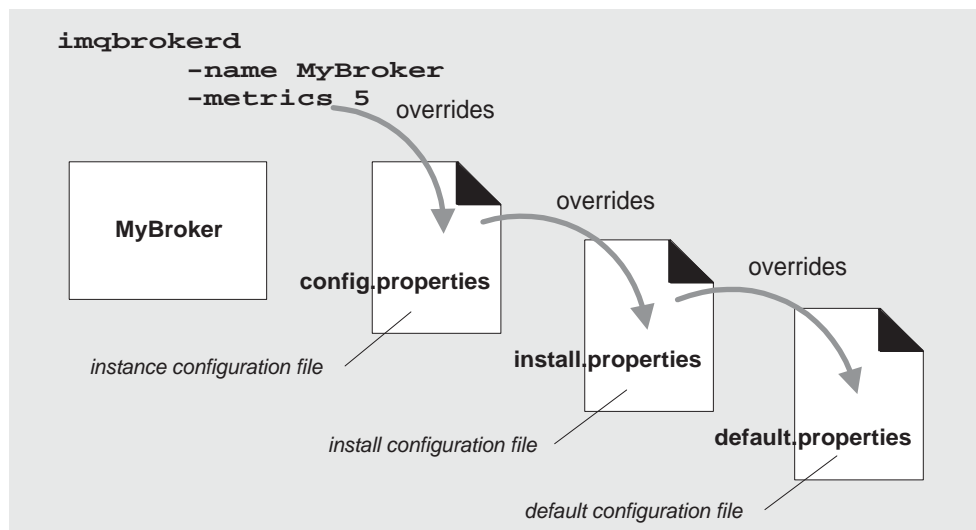 imqbrokerd
-name MyBroker
-metrics 5
overrides
MyBroker
config.properties
overrides
instance configuration file
install.properties
overrides
install configuration file
default.properties
default configuration file